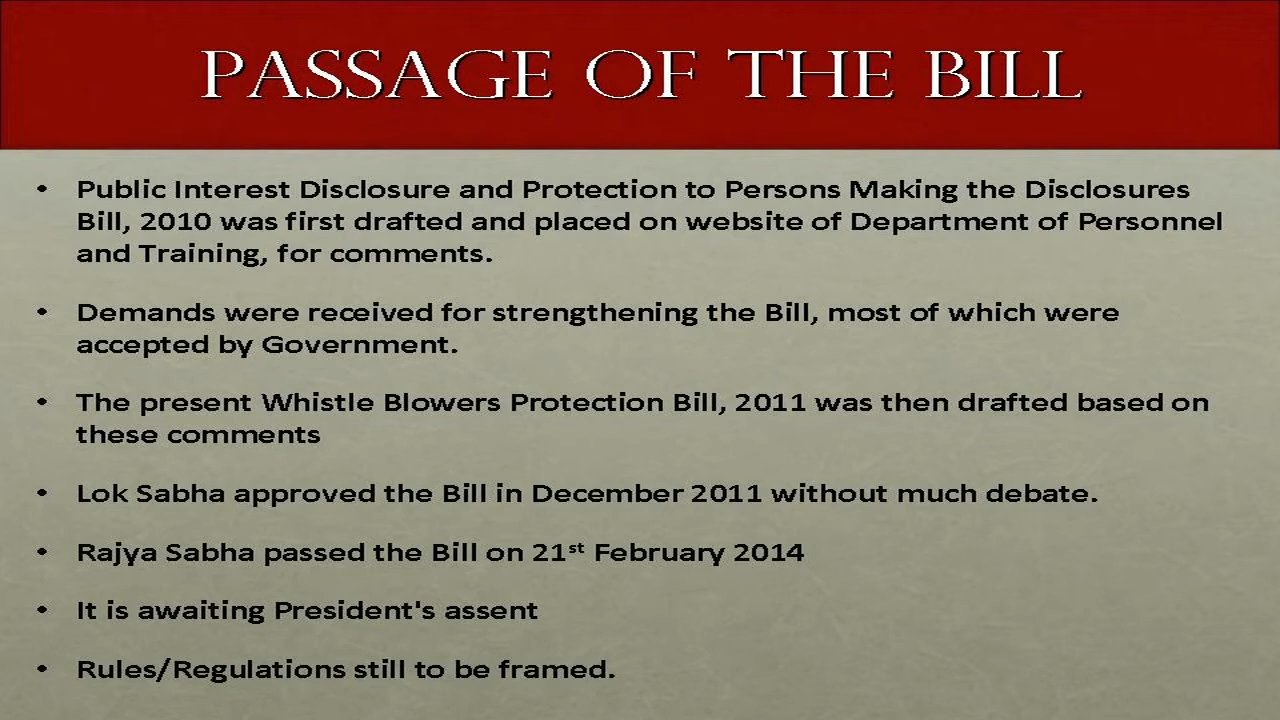 PASSAGE OF THE BILL
• Public Interest Disclosure and Protection to Persons Making the Disclosures
Bill, 2010 was first drafted and placed on website of Department of Personnel
and Training, for comments.
• Demands were received for strengthening the Bill, most of which were
accepted by Government.
• The present Whistle Blowers Protection Bill, 2011 was then drafted based on
these comments
• Lok Sabha approved the Bill in December 2011 without much debate.
• Rajya Sabha passed the Bill on 21st February 2014
• It is awaiting President's assent
• Rules/Regulations still to be framed.